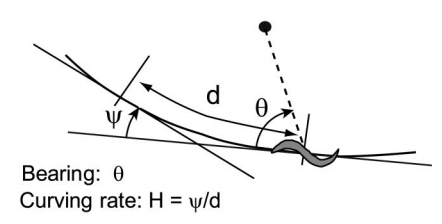 d
θ
ψ
Bearing: θ
Curving rate: H = ψ/d